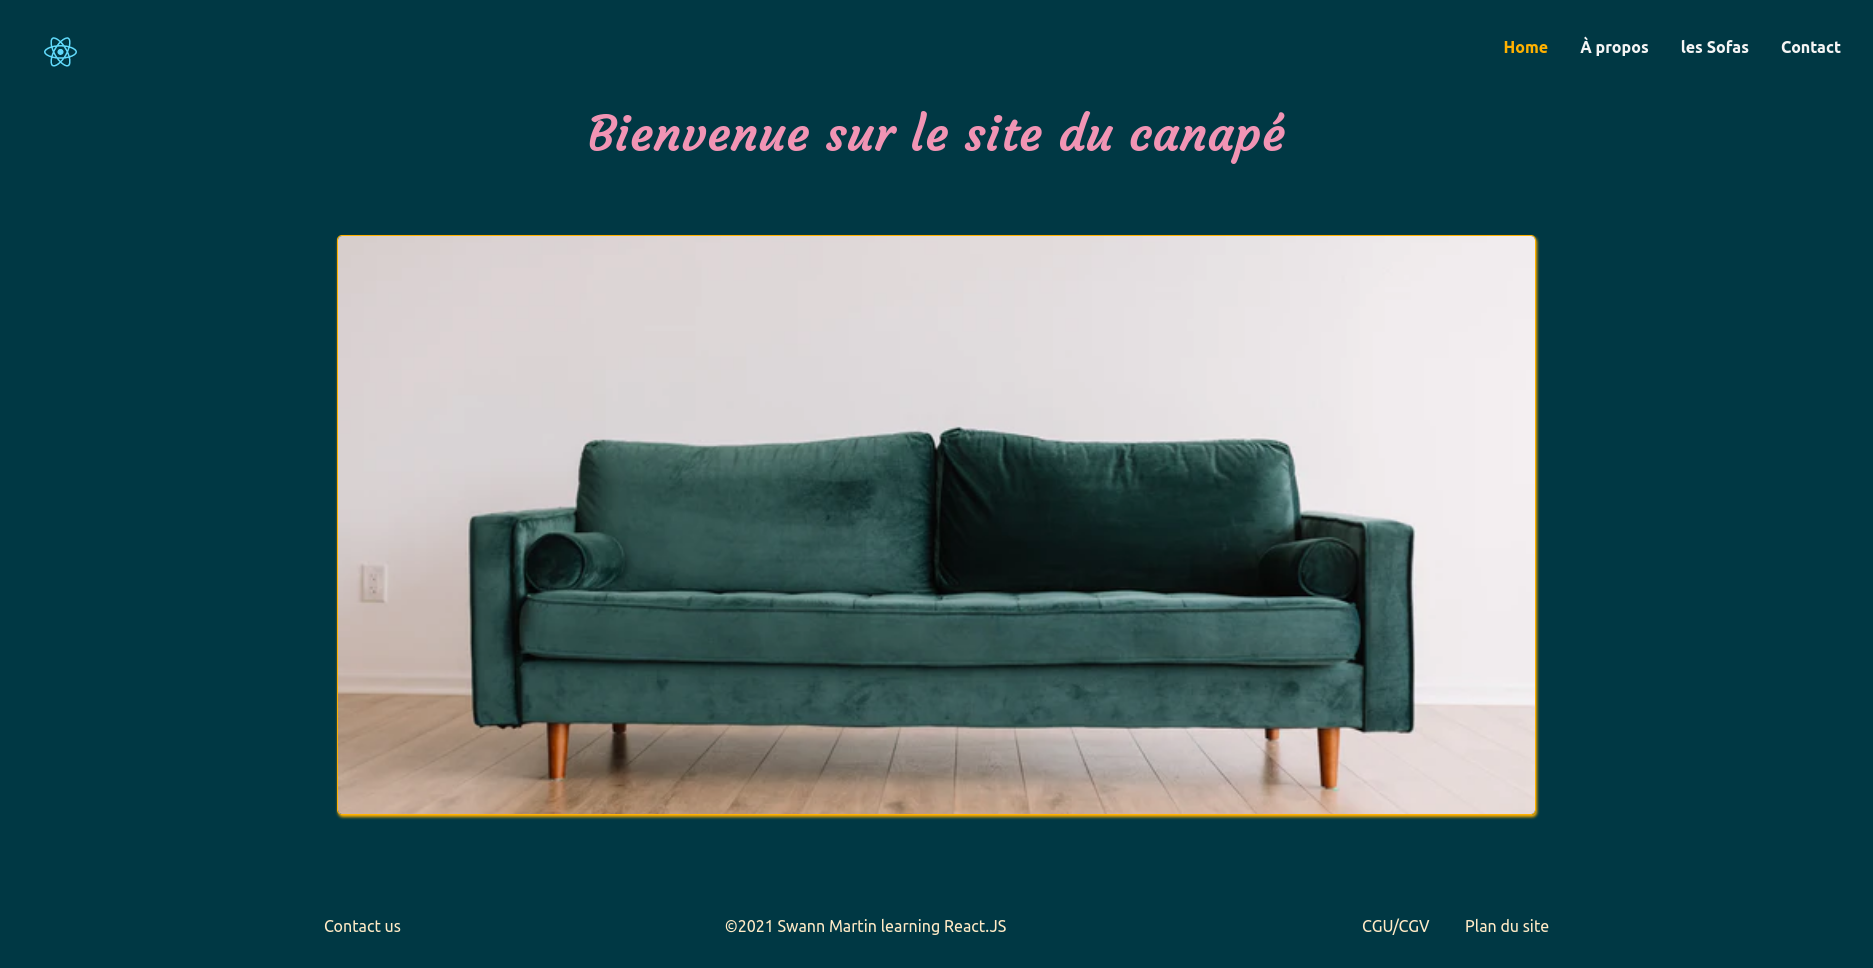 Home À propos les Sofas Contact
Bienvenue sur le site du canapé
Contact us ©2021 Swann Martin learning React.JS CGU/CGV Plan du site